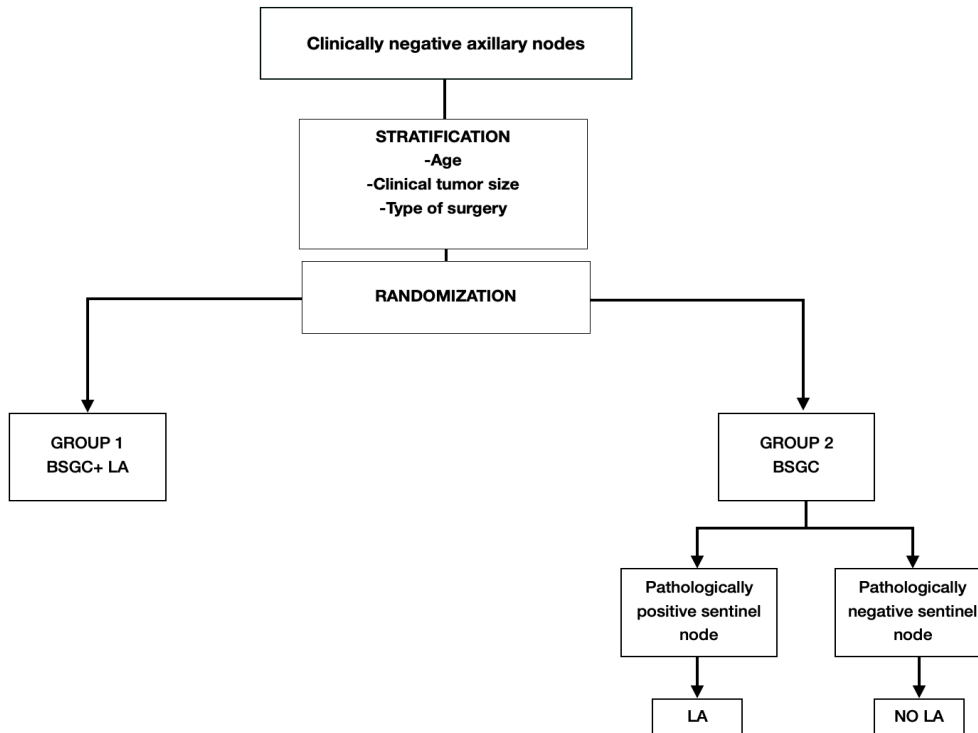 Clinically negative axillary nodes
STRATIFICATION
-Age
-Clinical tumor size
-Type of surgery
RANDOMIZATION
GROUP 1
BSGC+ LA
GROUP 2
BSGC
Pathologically
positive sentinel
node
Pathologically
negative sentinel
node
LA
NO LA